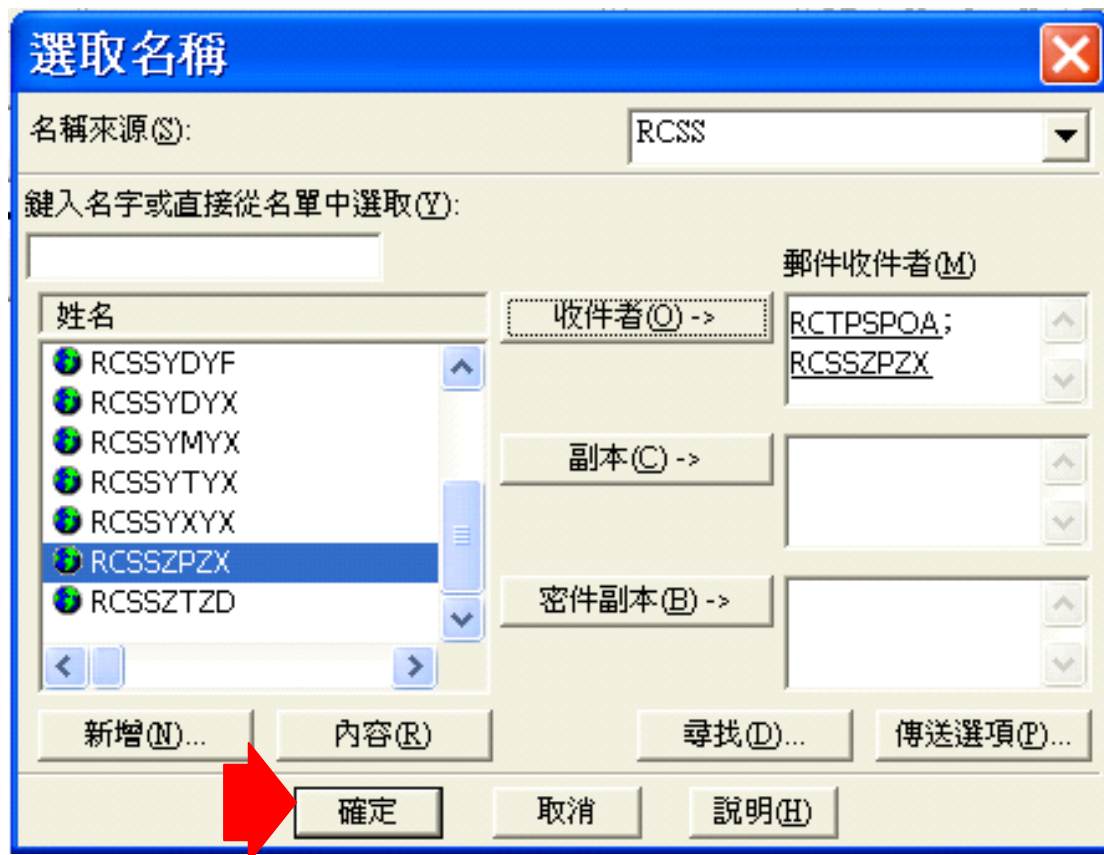 選取名稱
名稱來源(S):
RCSS
鍵入名字或直接從名單中選取(Y):
郵件收件者(M)
姓名
收件者(O) ->
RCTPSPOA;
RCSSZPZX
RCSSYDYF
RCSSYDYX
RCSSYMYX
RCSSYTYX
RCSSYXYX
RCSSZPZX
RCSSZTZD
副本(C) ->
密件副本(B) ->
新增(N)...
內容(R)
尋找(D)...
傳送選項(P)...
確定
取消
說明(H)